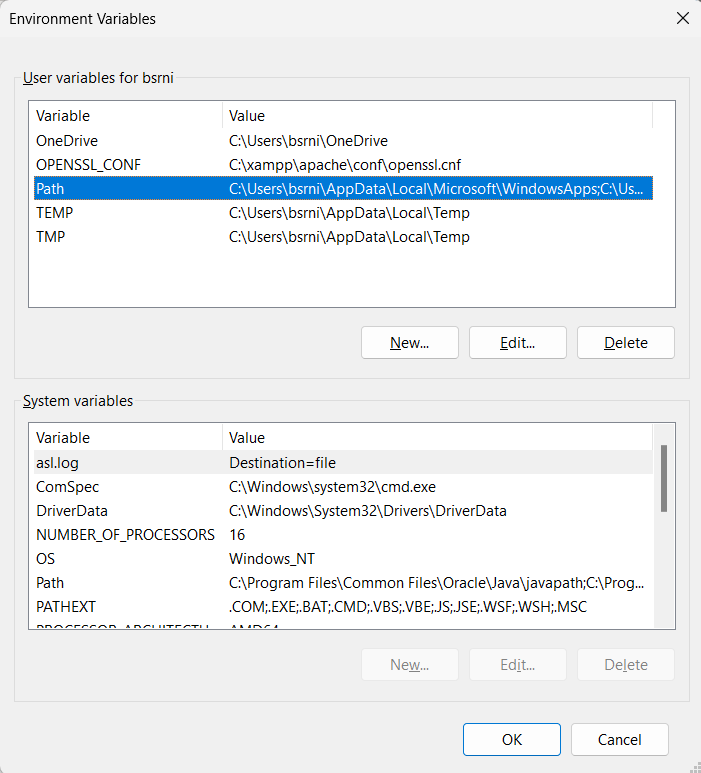 Environment Variables
User variables for bsrni
Variable Value
OneDrive C:\Users\bsrni\OneDrive
OPENSSL_CONF C:\xampp\apache\conf\openssl.cnf
Path C:\Users\bsrni\AppData\Local\Microsoft\WindowsApps;C:\Us...
TEMP C:\Users\bsrni\AppData\Local\Temp
TMP C:\Users\bsrni\AppData\Local\Temp
New... Edit... Delete
System variables
Variable Value
asl.log Destination=file
ComSpec C:\Windows\system32\cmd.exe
DriverData C:\Windows\System32\Drivers\DriverData
NUMBER_OF_PROCESSORS 16
OS Windows_NT
Path C:\Program Files\Common Files\Oracle\Java\javapath;C:\Prog...
PATHEXT .COM;.EXE;.BAT;.CMD;.VBS;.VBE;.JS;.JSE;.WSF;.WSH;.MSC
PROCESSOR_ARCHITECTU AMD64
New... Edit... Delete
OK Cancel